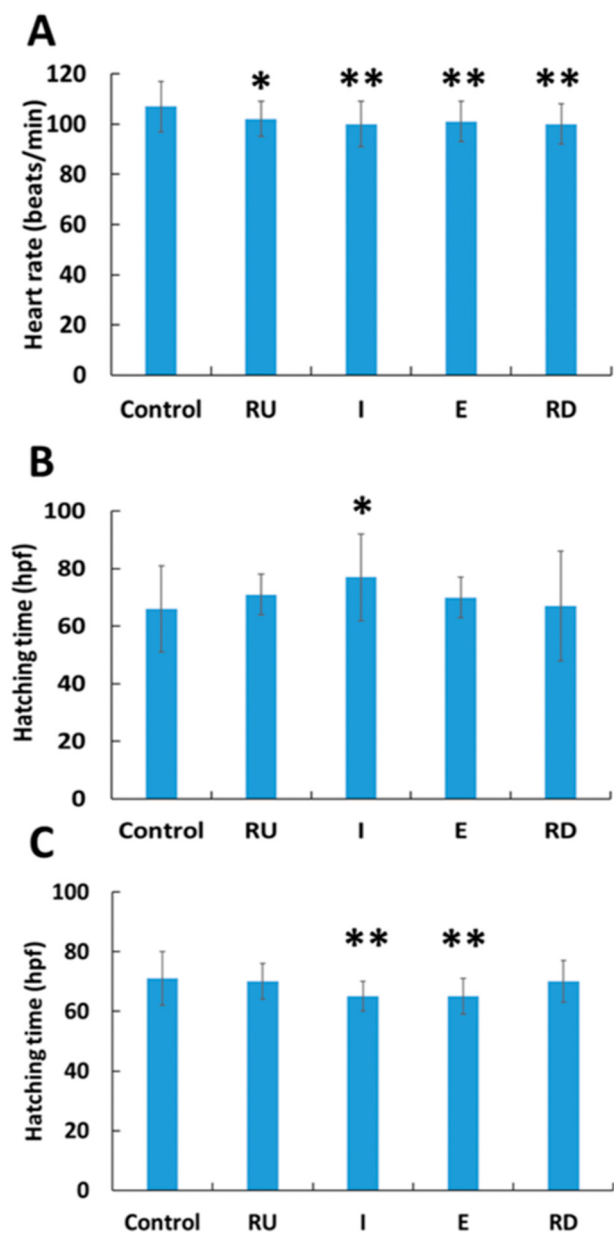 A
Heart rate (beats/min)
120
100
80
60
40
20
0
* ** ** **
Control RU I E RD
B
Hatching time (hpf)
100
80
60
40
20
0
*
Control RU I E RD
C
Hatching time (hpf)
100
80
60
40
20
0
** **
Control RU I E RD